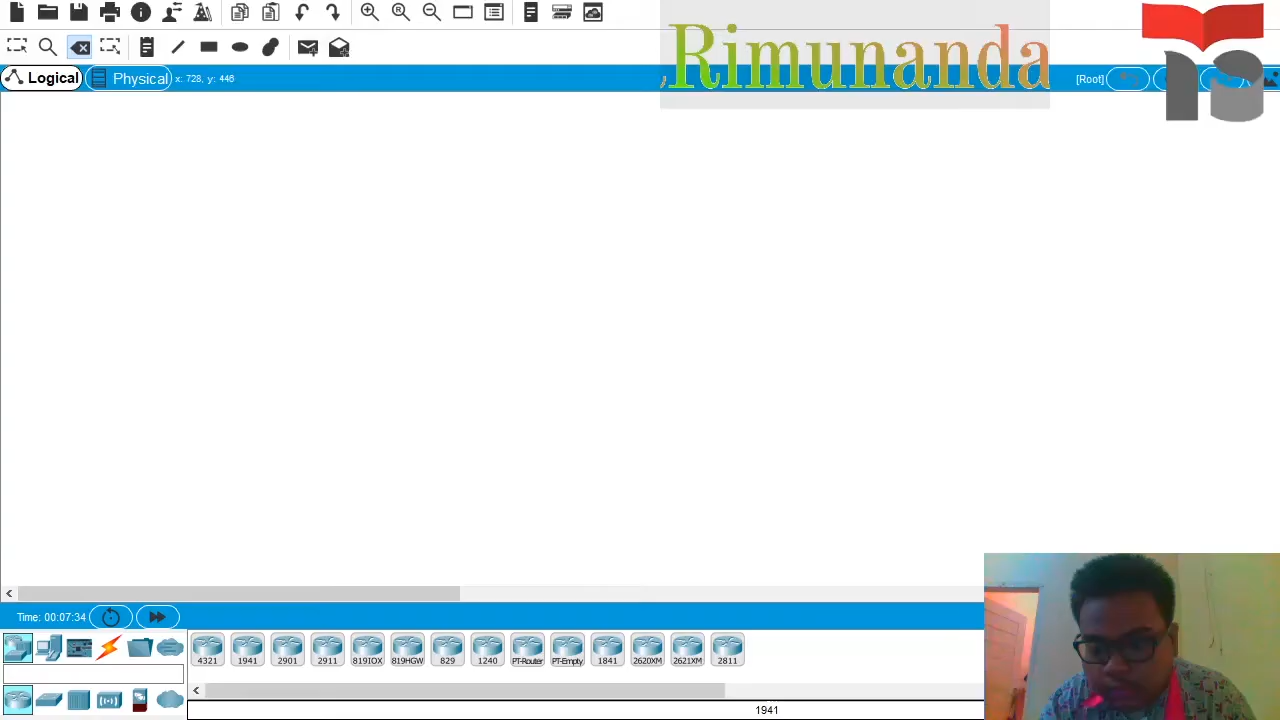 Rimunanda
Logical
Physical
x: 728, y: 446
[Root]
Time: 00:07:34
4321
1941
2901
2911
819IOX
819HGW
829
1240
PT-Router
PT-Empty
1841
2620XM
2621XM
2811
1941